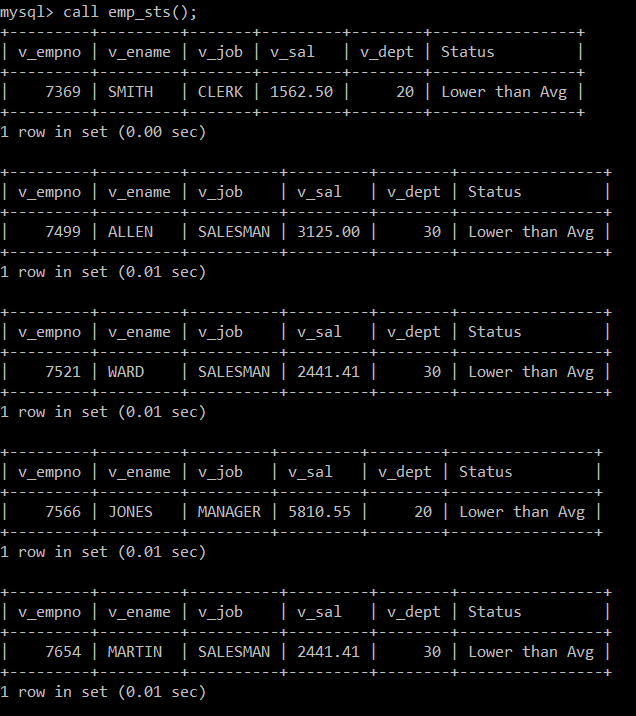 mysql> call emp_sts();
+---------+---------+-------+---------+--------+----------------+
| v_empno | v_ename | v_job | v_sal   | v_dept | Status         |
+---------+---------+-------+---------+--------+----------------+
|    7369 | SMITH   | CLERK | 1562.50 |     20 | Lower than Avg |
+---------+---------+-------+---------+--------+----------------+
1 row in set (0.00 sec)

+---------+---------+----------+---------+--------+----------------+
| v_empno | v_ename | v_job    | v_sal   | v_dept | Status         |
+---------+---------+----------+---------+--------+----------------+
|    7499 | ALLEN   | SALESMAN | 3125.00 |     30 | Lower than Avg |
+---------+---------+----------+---------+--------+----------------+
1 row in set (0.01 sec)

+---------+---------+----------+---------+--------+----------------+
| v_empno | v_ename | v_job    | v_sal   | v_dept | Status         |
+---------+---------+----------+---------+--------+----------------+
|    7521 | WARD    | SALESMAN | 2441.41 |     30 | Lower than Avg |
+---------+---------+----------+---------+--------+----------------+
1 row in set (0.01 sec)

+---------+---------+---------+---------+--------+----------------+
| v_empno | v_ename | v_job   | v_sal   | v_dept | Status         |
+---------+---------+---------+---------+--------+----------------+
|    7566 | JONES   | MANAGER | 5810.55 |     20 | Lower than Avg |
+---------+---------+---------+---------+--------+----------------+
1 row in set (0.01 sec)

+---------+---------+----------+---------+--------+----------------+
| v_empno | v_ename | v_job    | v_sal   | v_dept | Status         |
+---------+---------+----------+---------+--------+----------------+
|    7654 | MARTIN  | SALESMAN | 2441.41 |     30 | Lower than Avg |
+---------+---------+----------+---------+--------+----------------+
1 row in set (0.01 sec)